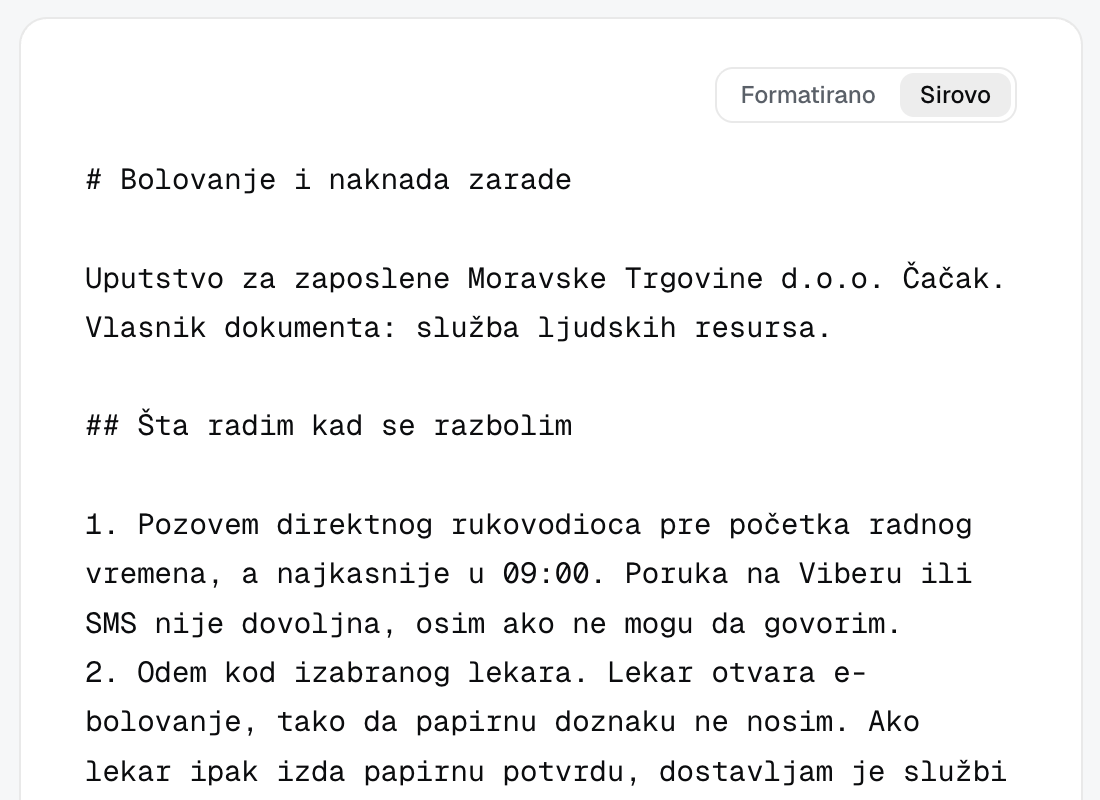 Formatirano Sirovo
# Bolovanje i naknada zarade
Uputstvo za zaposlene Moravske Trgovine d.o.o. Čačak.
Vlasnik dokumenta: služba ljudskih resursa.
## Šta radim kad se razbolim
1. Pozovem direktnog rukovodioca pre početka radnog
vremena, a najkasnije u 09:00. Poruka na Viberu ili
SMS nije dovoljna, osim ako ne mogu da govorim.
2. Odem kod izabranog lekara. Lekar otvara e-
bolovanje, tako da papirnu doznaku ne nosim. Ako
lekar ipak izda papirnu potvrdu, dostavljam je službi